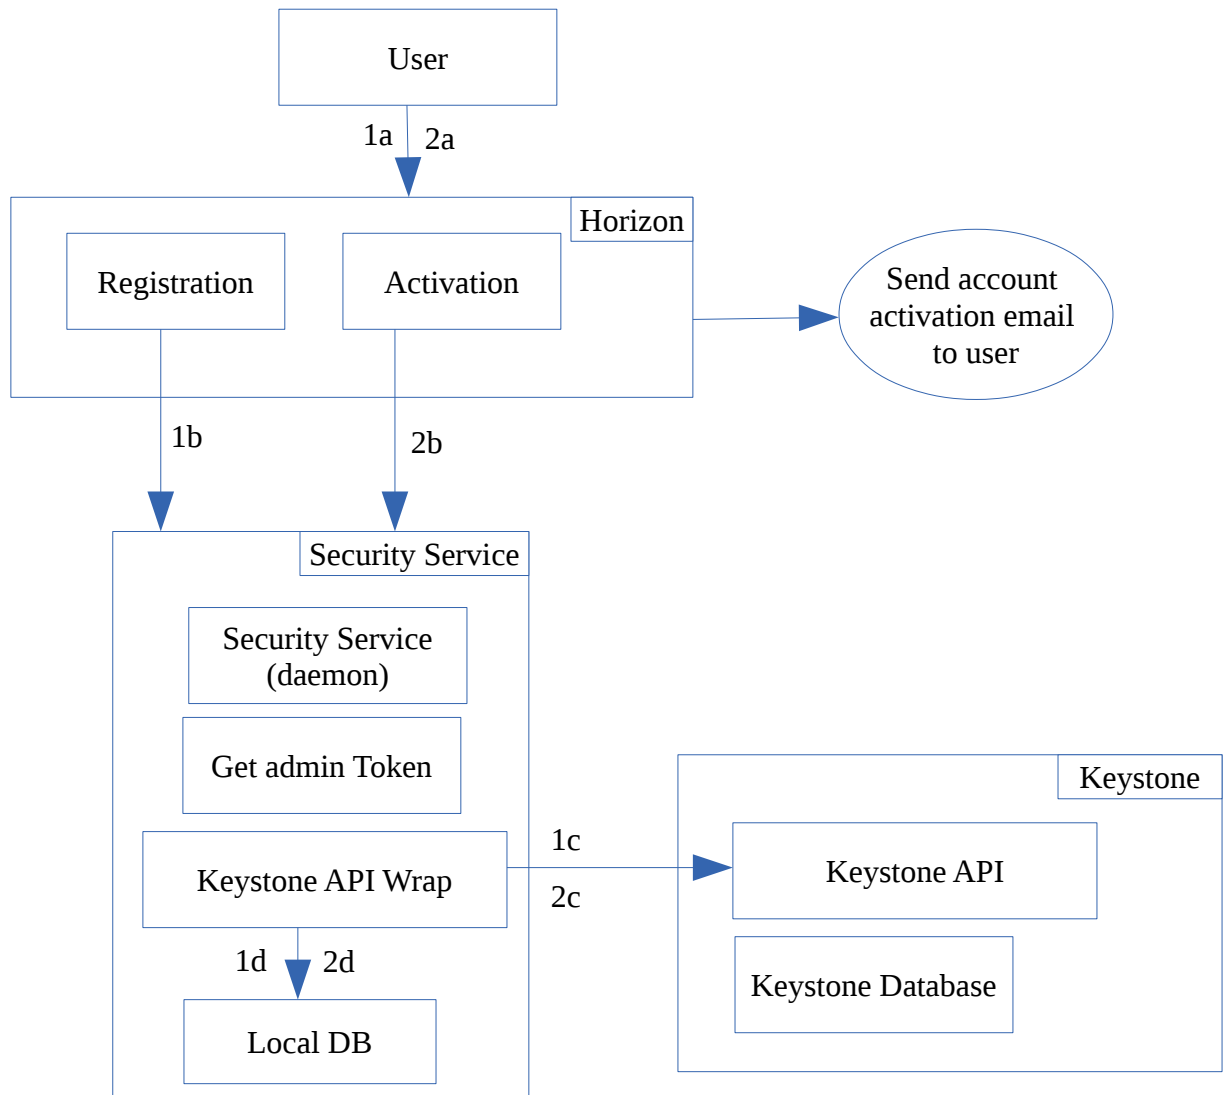 User
1a
2a
Horizon
Registration
Activation
Send account
activation email
to user
1b
2b
Security Service
Security Service
(daemon)
Get admin Token
Keystone
1c
Keystone API Wrap
Keystone API
2c
1d
2d
Keystone Database
Local DB